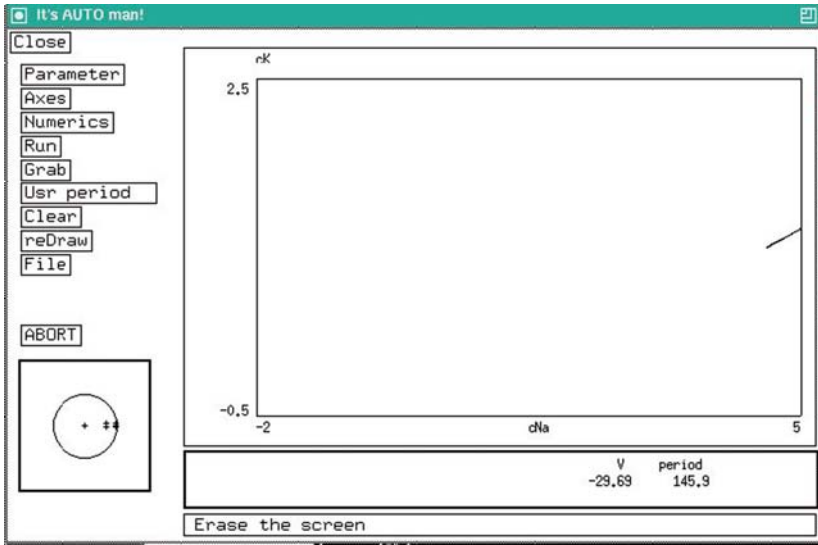 It's AUTO man!
Close
Parameter
Axes
Numerics
Run
Grab
Usr period
Clear
reDraw
File
ABORT
cK
2.5
-0.5
-2
cNa
5
V period
-29.69 145.9
Erase the screen